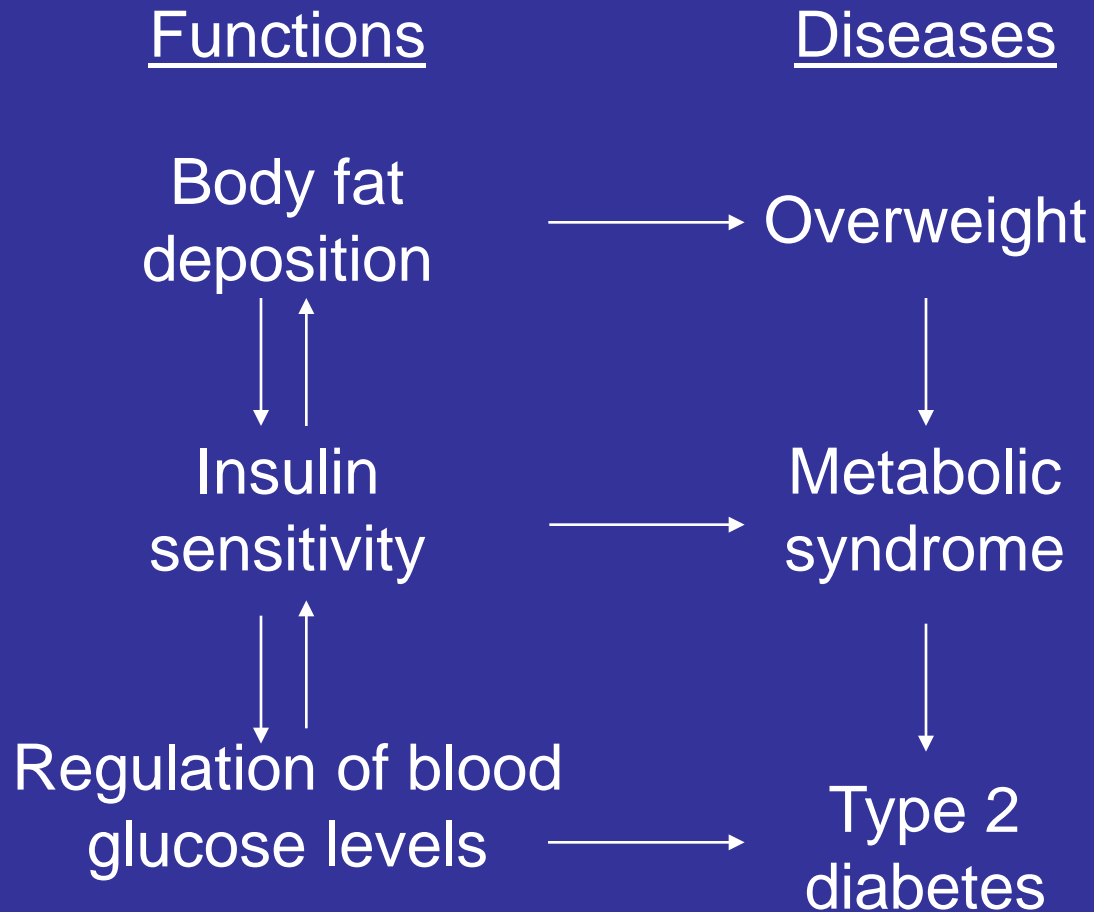 Functions
Diseases
Body fat
deposition
Overweight
Insulin
sensitivity
Metabolic
syndrome
Regulation of blood
glucose levels
Type 2
diabetes